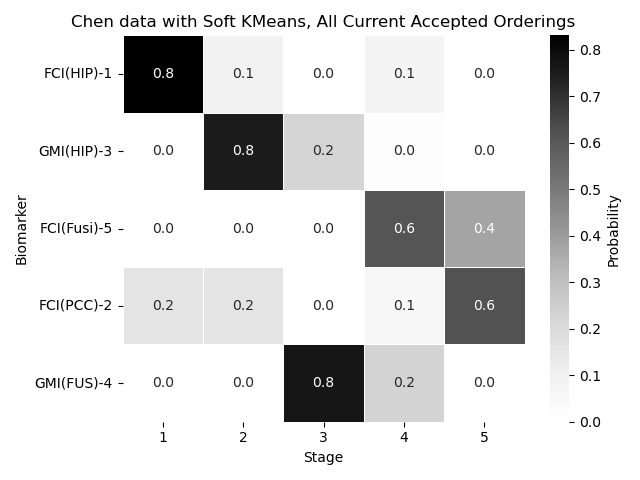 Chen data with Soft KMeans, All Current Accepted Orderings
FCI(HIP)-1 0.8 0.1 0.0 0.1 0.0
GMI(HIP)-3 0.0 0.8 0.2 0.0 0.0
FCI(Fusi)-5 0.0 0.0 0.0 0.6 0.4
FCI(PCC)-2 0.2 0.2 0.0 0.1 0.6
GMI(FUS)-4 0.0 0.0 0.8 0.2 0.0
1 2 3 4 5
Stage
Biomarker
0.8
0.7
0.6
0.5
0.4
0.3
0.2
0.1
0.0
Probability